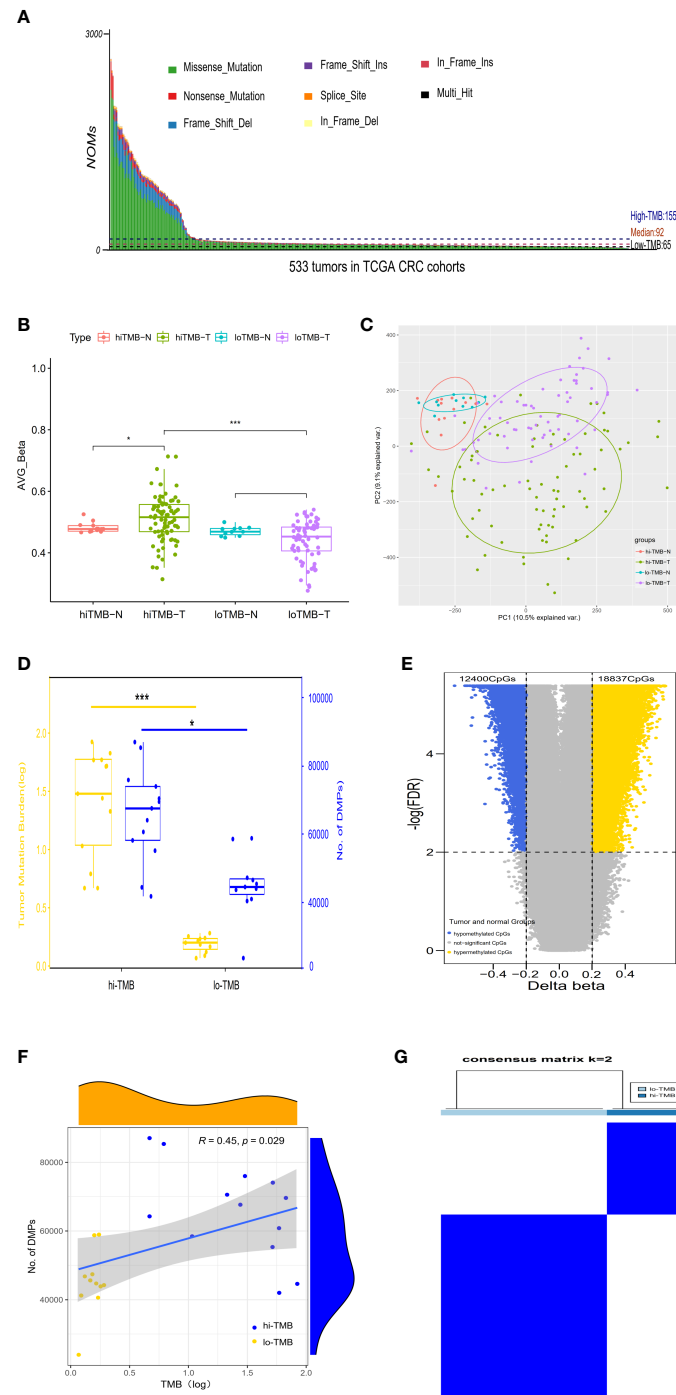 A
3000
NOMs
0
Missense_Mutation
Nonsense_Mutation
Frame_Shift_Del
Frame_Shift_Ins
Splice_Site
In_Frame_Del
In_Frame_Ins
Multi_Hit
High-TMB:155
Median:92
Low-TMB:65
533 tumors in TCGA CRC cohorts
B
Type hiTMB-N hiTMB-T loTMB-N loTMB-T
AVG_Beta
1.0
0.8
0.6
0.4
*
***
hiTMB-N hiTMB-T loTMB-N loTMB-T
C
PC2 (9.1% explained var.)
400
200
0
-200
-400
groups
hi-TMB-N
hi-TMB-T
lo-TMB-N
lo-TMB-T
-250 0 250 500
PC1 (10.5% explained var.)
D
Tumor Mutation Burden(log)
2.0
1.5
1.0
0.5
0.0
***
*
100000
80000
60000
40000
0
No. of DMPs
hi-TMB lo-TMB
E
12400CpGs 18837CpGs
-log(FDR)
4
2
0
Tumor and normal Groups
hypomethylated CpGs
not-significant CpGs
hypermethylated CpGs
-0.4 -0.2 0.0 0.2 0.4
Delta beta
F
R = 0.45, p = 0.029
No. of DMPs
80000
60000
40000
hi-TMB
lo-TMB
0.0 0.5 1.0 1.5 2.0
TMB（log）
G
consensus matrix k=2
lo-TMB
hi-TMB